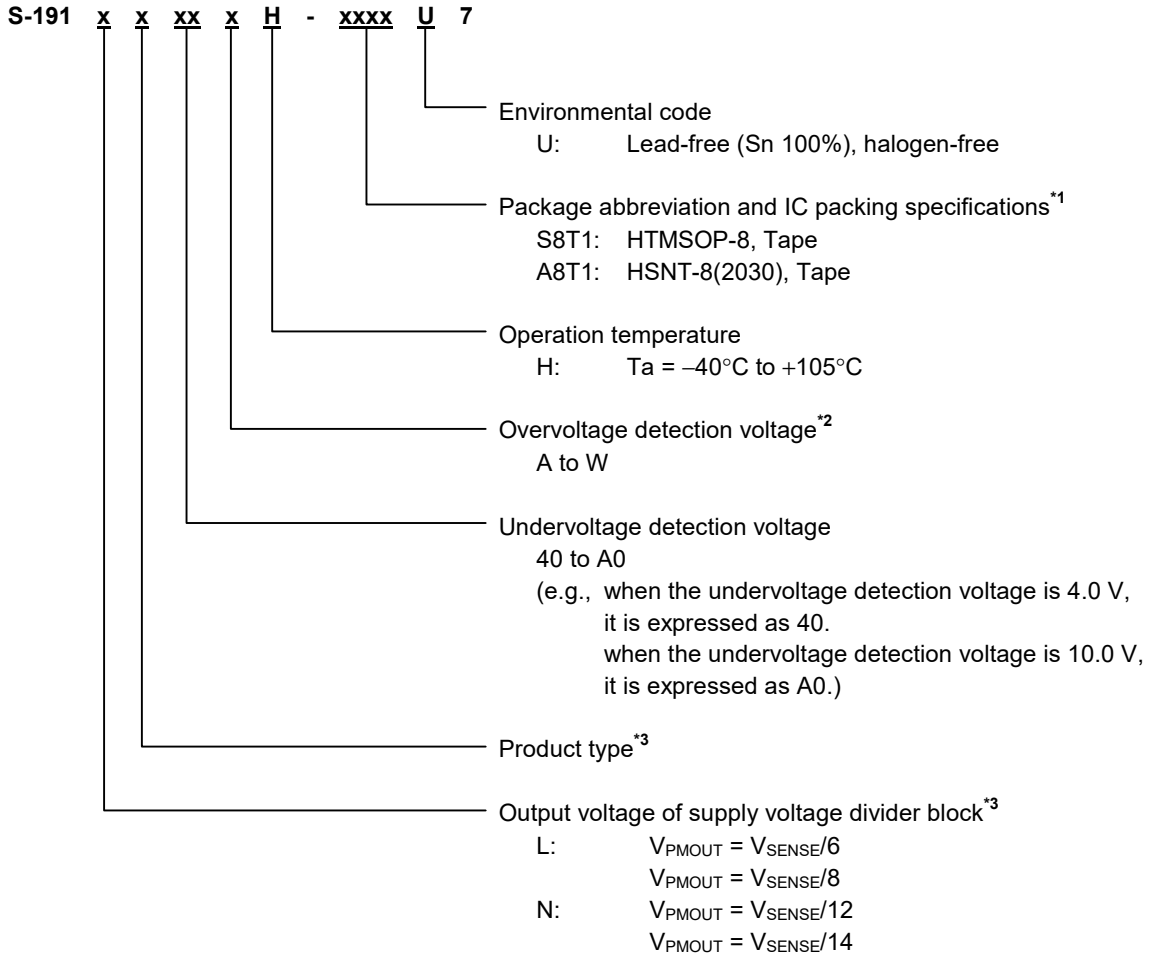 S-191 x x xx x H - xxxx U 7
Environmental code
U: Lead-free (Sn 100%), halogen-free
Package abbreviation and IC packing specifications*1
S8T1: HTMSOP-8, Tape
A8T1: HSNT-8(2030), Tape
Operation temperature
H: Ta = −40°C to +105°C
Overvoltage detection voltage*2
A to W
Undervoltage detection voltage
40 to A0
(e.g., when the undervoltage detection voltage is 4.0 V,
it is expressed as 40.
when the undervoltage detection voltage is 10.0 V,
it is expressed as A0.)
Product type*3
Output voltage of supply voltage divider block*3
L: VPMOUT = VSENSE/6
VPMOUT = VSENSE/8
N: VPMOUT = VSENSE/12
VPMOUT = VSENSE/14